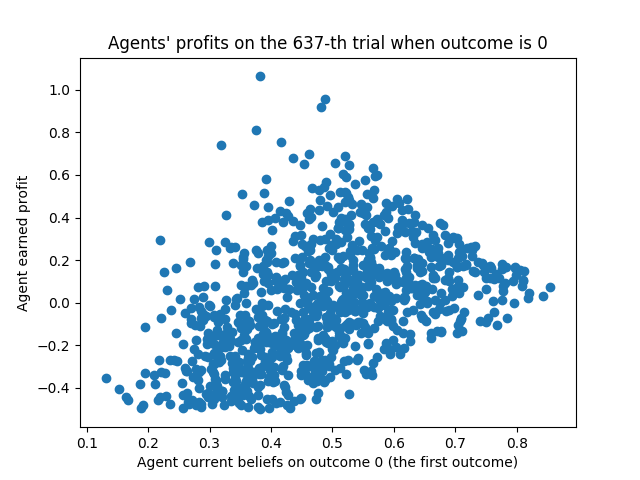 Agents' profits on the 637-th trial when outcome is 0
1.0
0.8
0.6
0.4
0.2
0.0
−0.2
−0.4
Agent earned profit
0.1 0.2 0.3 0.4 0.5 0.6 0.7 0.8
Agent current beliefs on outcome 0 (the first outcome)